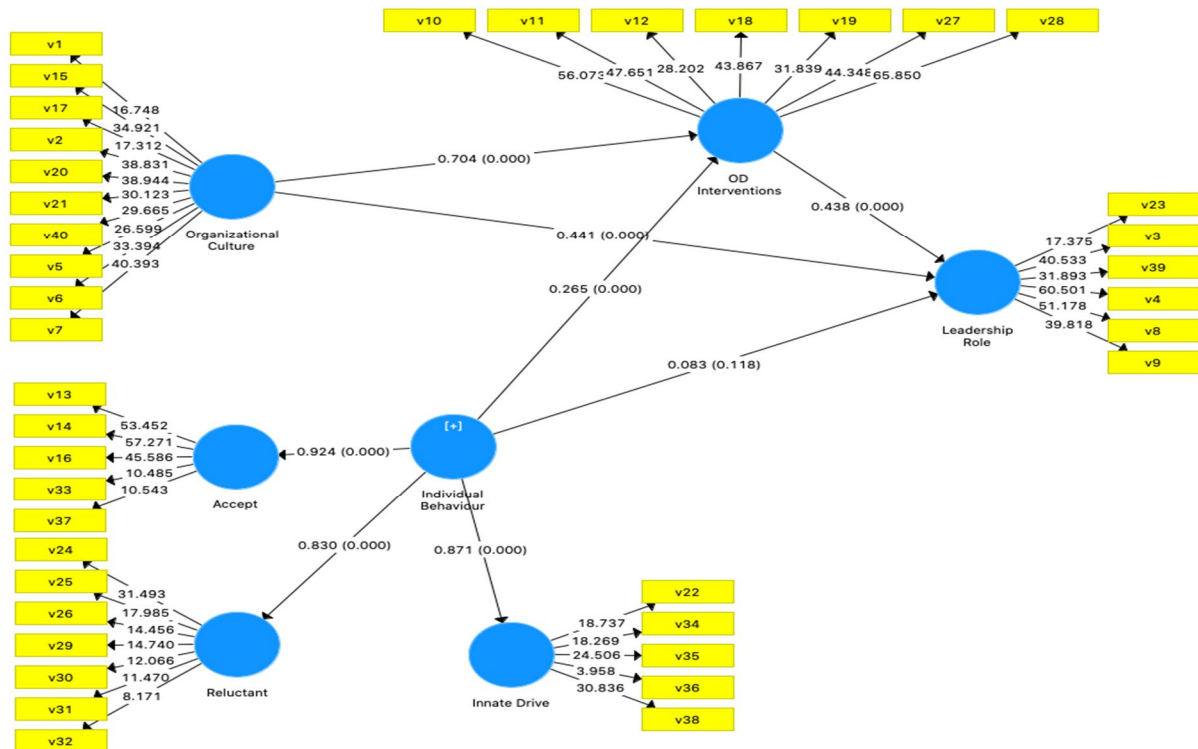 v10 v11 v12 v18 v19 v27 v28
56.073 47.651 28.202 43.867 31.839 44.348 65.850
OD
Interventions
v1
v15
v17
v2
v20
v21
v40
v5
v6
v7
16.748
34.921
17.312
38.831
38.944
30.123
29.665
26.599
33.394
40.393
Organizational
Culture
0.704 (0.000)
0.441 (0.000)
0.438 (0.000)
0.265 (0.000)
0.083 (0.118)
v23
v3
v39
v4
v8
v9
17.375
40.533
31.893
60.501
51.178
39.818
Leadership
Role
v13
v14
v16
v33
v37
53.452
57.271
45.586
10.485
10.543
Accept
0.924 (0.000)
[+]
Individual
Behaviour
0.830 (0.000)
0.871 (0.000)
v24
v25
v26
v29
v30
v31
v32
31.493
17.985
14.456
14.740
12.066
11.470
8.171
Reluctant
v22
v34
v35
v36
v38
18.737
18.269
24.506
3.958
30.836
Innate Drive